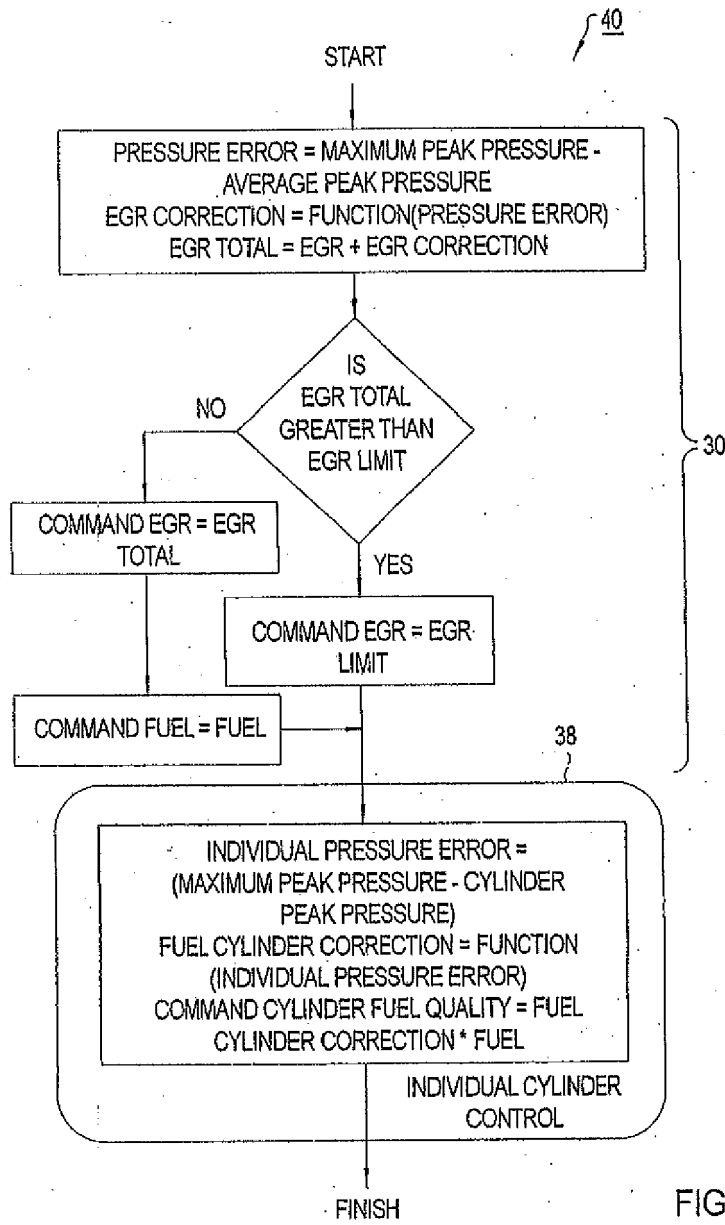 40
START
PRESSURE ERROR = MAXIMUM PEAK PRESSURE -
AVERAGE PEAK PRESSURE
EGR CORRECTION = FUNCTION(PRESSURE ERROR)
EGR TOTAL = EGR + EGR CORRECTION
IS
EGR TOTAL
GREATER THAN
EGR LIMIT
NO
30
COMMAND EGR = EGR
TOTAL
YES
COMMAND EGR = EGR
LIMIT
COMMAND FUEL = FUEL
38
INDIVIDUAL PRESSURE ERROR =
(MAXIMUM PEAK PRESSURE - CYLINDER
PEAK PRESSURE)
FUEL CYLINDER CORRECTION = FUNCTION
(INDIVIDUAL PRESSURE ERROR)
COMMAND CYLINDER FUEL QUALITY = FUEL
CYLINDER CORRECTION * FUEL
INDIVIDUAL CYLINDER
CONTROL
FINISH
FIG